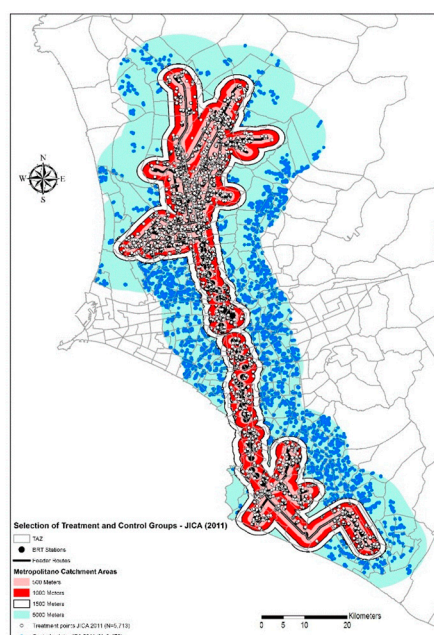 N
W E
S
Selection of Treatment and Control Groups - JICA (2011)
TAZ
BRT Stations
Feeder Routes
Metropolitano Catchment Areas
500 Meters
1000 Meters
1500 Meters
5000 Meters
Treatment points JICA 2011 (N=5,713)
Kilometers
0 5 10 20